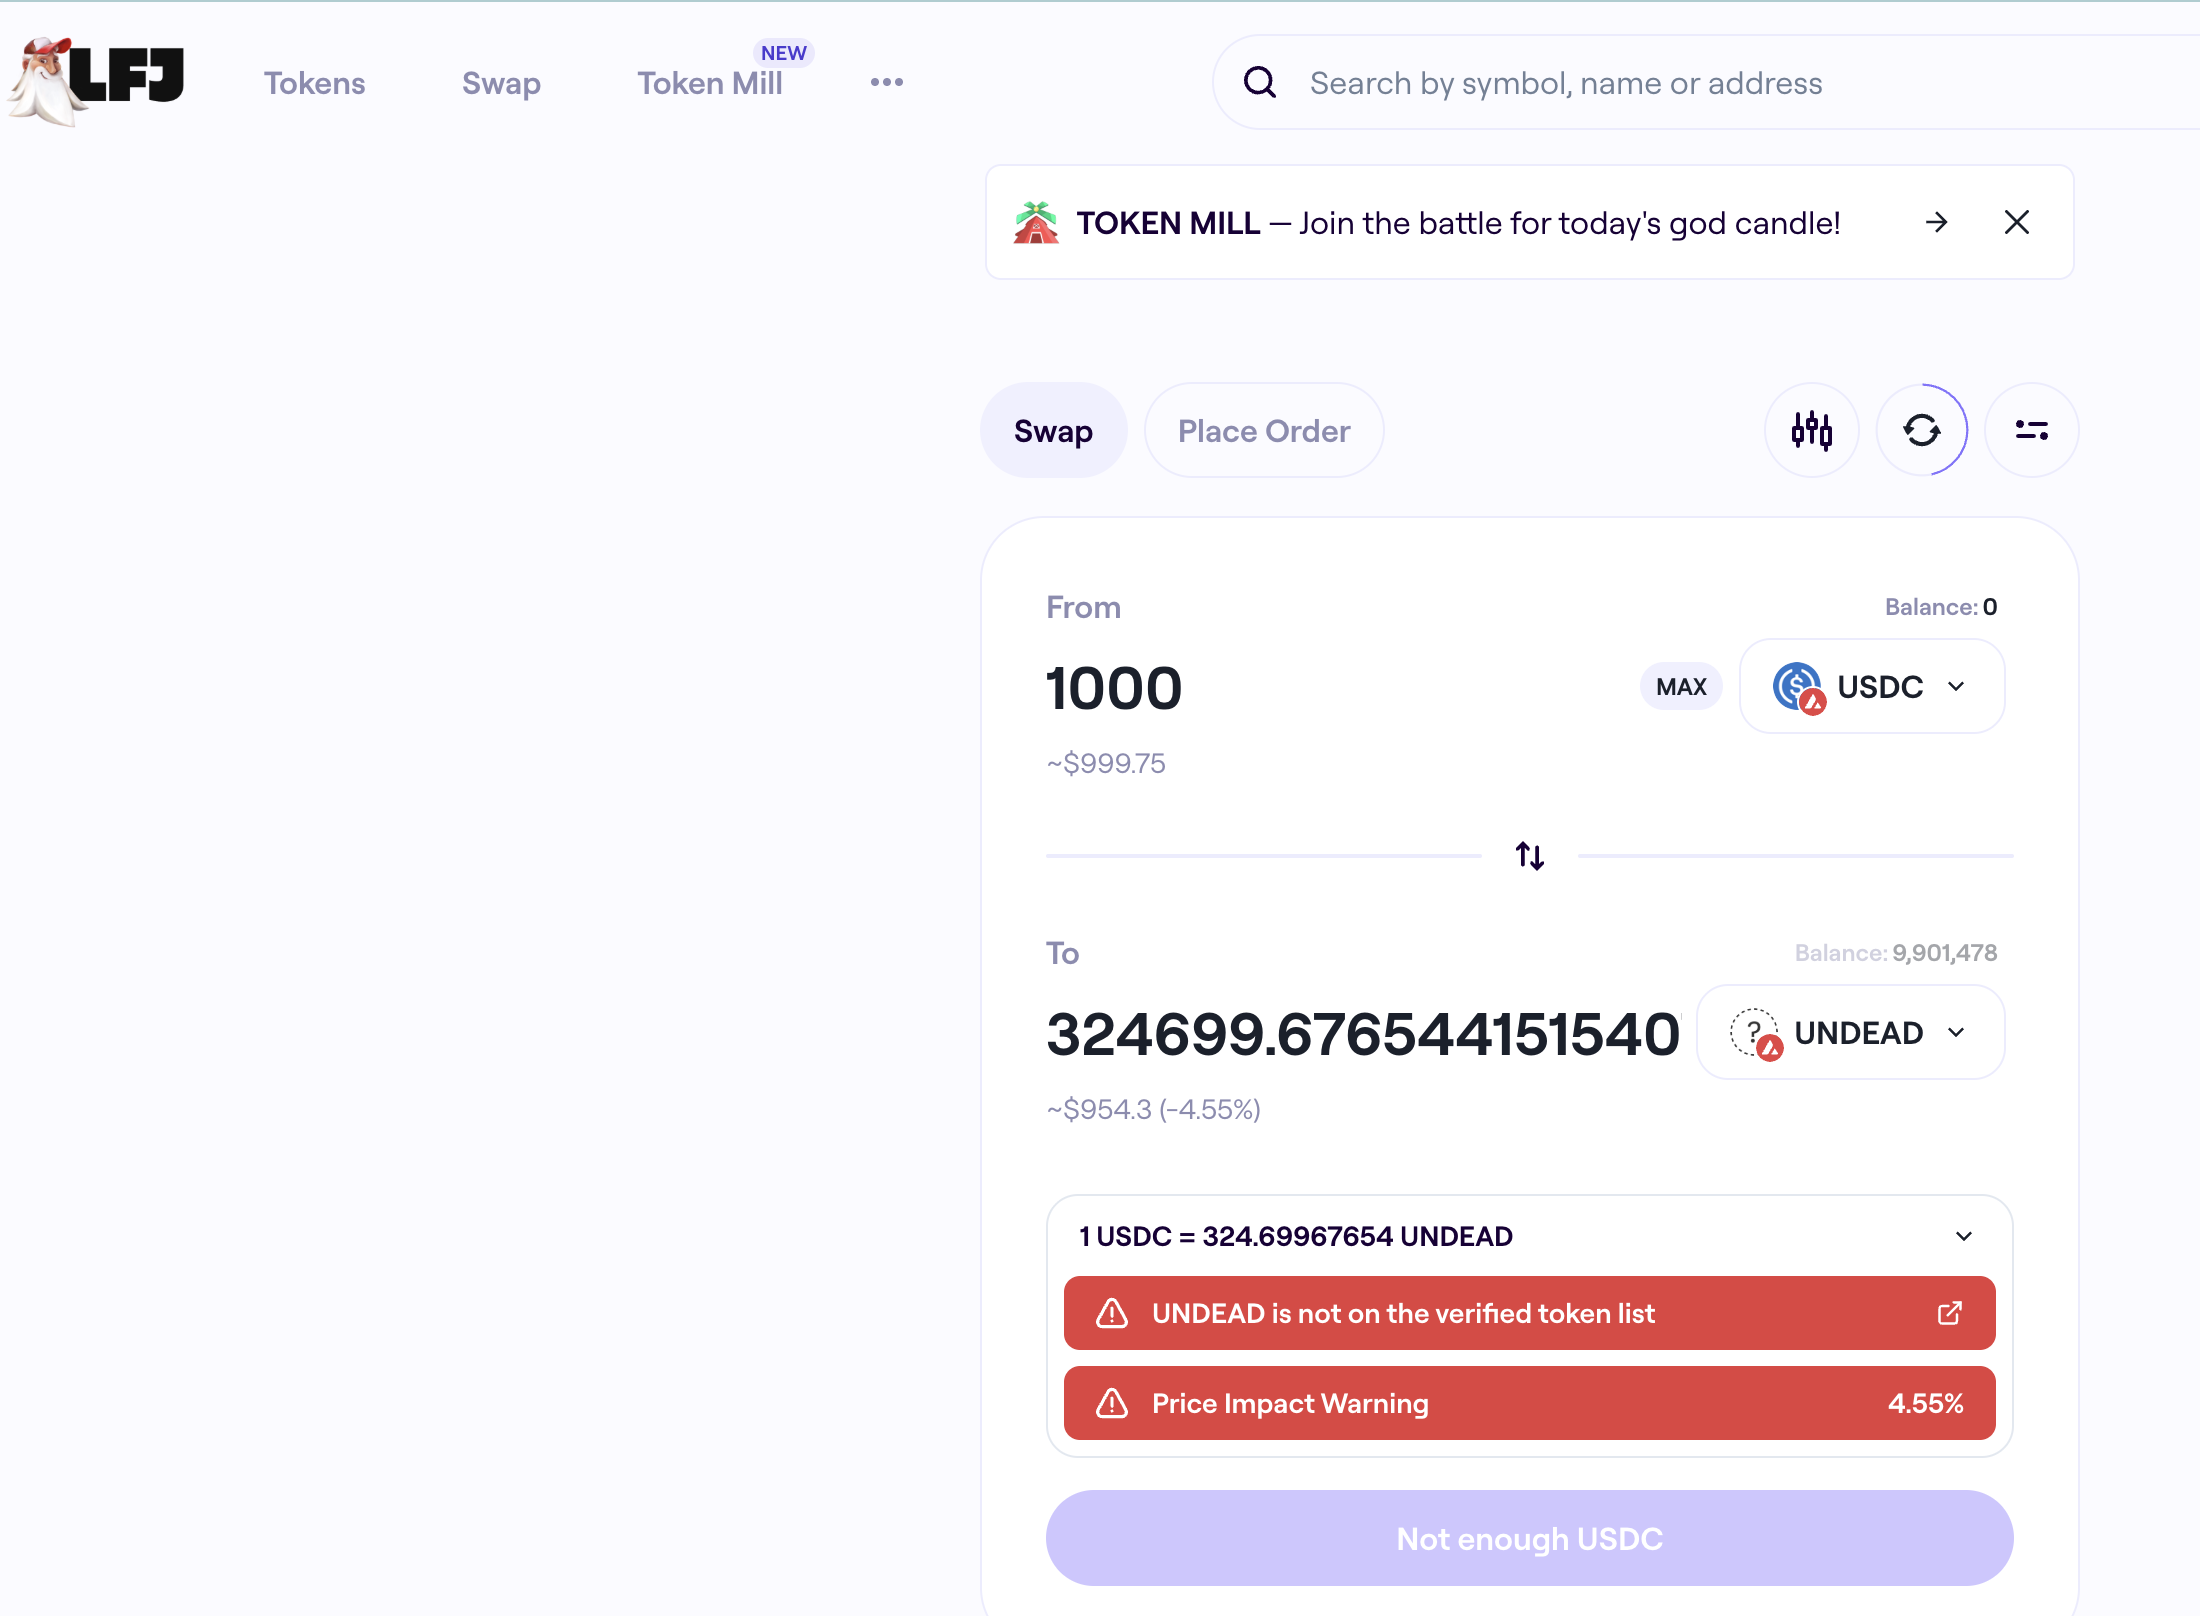 LFJ
Tokens
Swap
Token Mill
NEW
Search by symbol, name or address
TOKEN MILL — Join the battle for today's god candle!
Swap
Place Order
From
Balance: 0
1000
MAX
USDC
~$999.75
To
Balance: 9,901,478
324699.676544151540
UNDEAD
~$954.3 (-4.55%)
1 USDC = 324.69967654 UNDEAD
UNDEAD is not on the verified token list
Price Impact Warning
4.55%
Not enough USDC